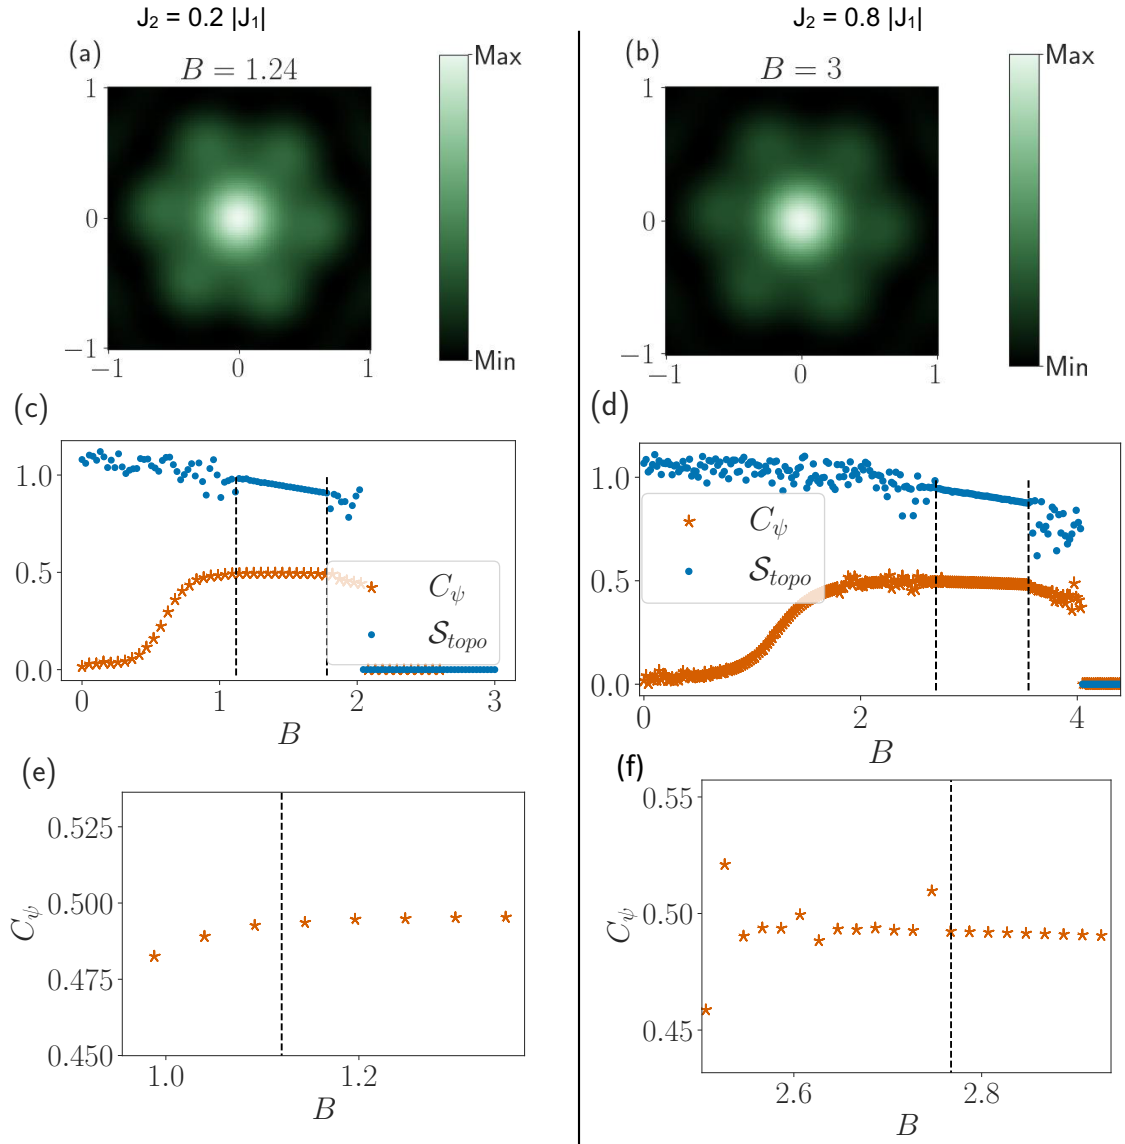 J₂ = 0.2 |J₁|
J₂ = 0.8 |J₁|
(a)
B = 1.24
Max
1
0
−1
−1
0
1
Min
(b)
B = 3
Max
1
0
−1
−1
0
1
Min
(c)
1.0
0.5
0.0
0
1
2
3
B
C_ψ
𝒮_topo
(d)
1.0
0.5
0.0
0
2
4
B
C_ψ
𝒮_topo
(e)
C_ψ
0.525
0.500
0.475
0.450
1.0
1.2
B
(f)
C_ψ
0.55
0.50
0.45
2.6
2.8
B